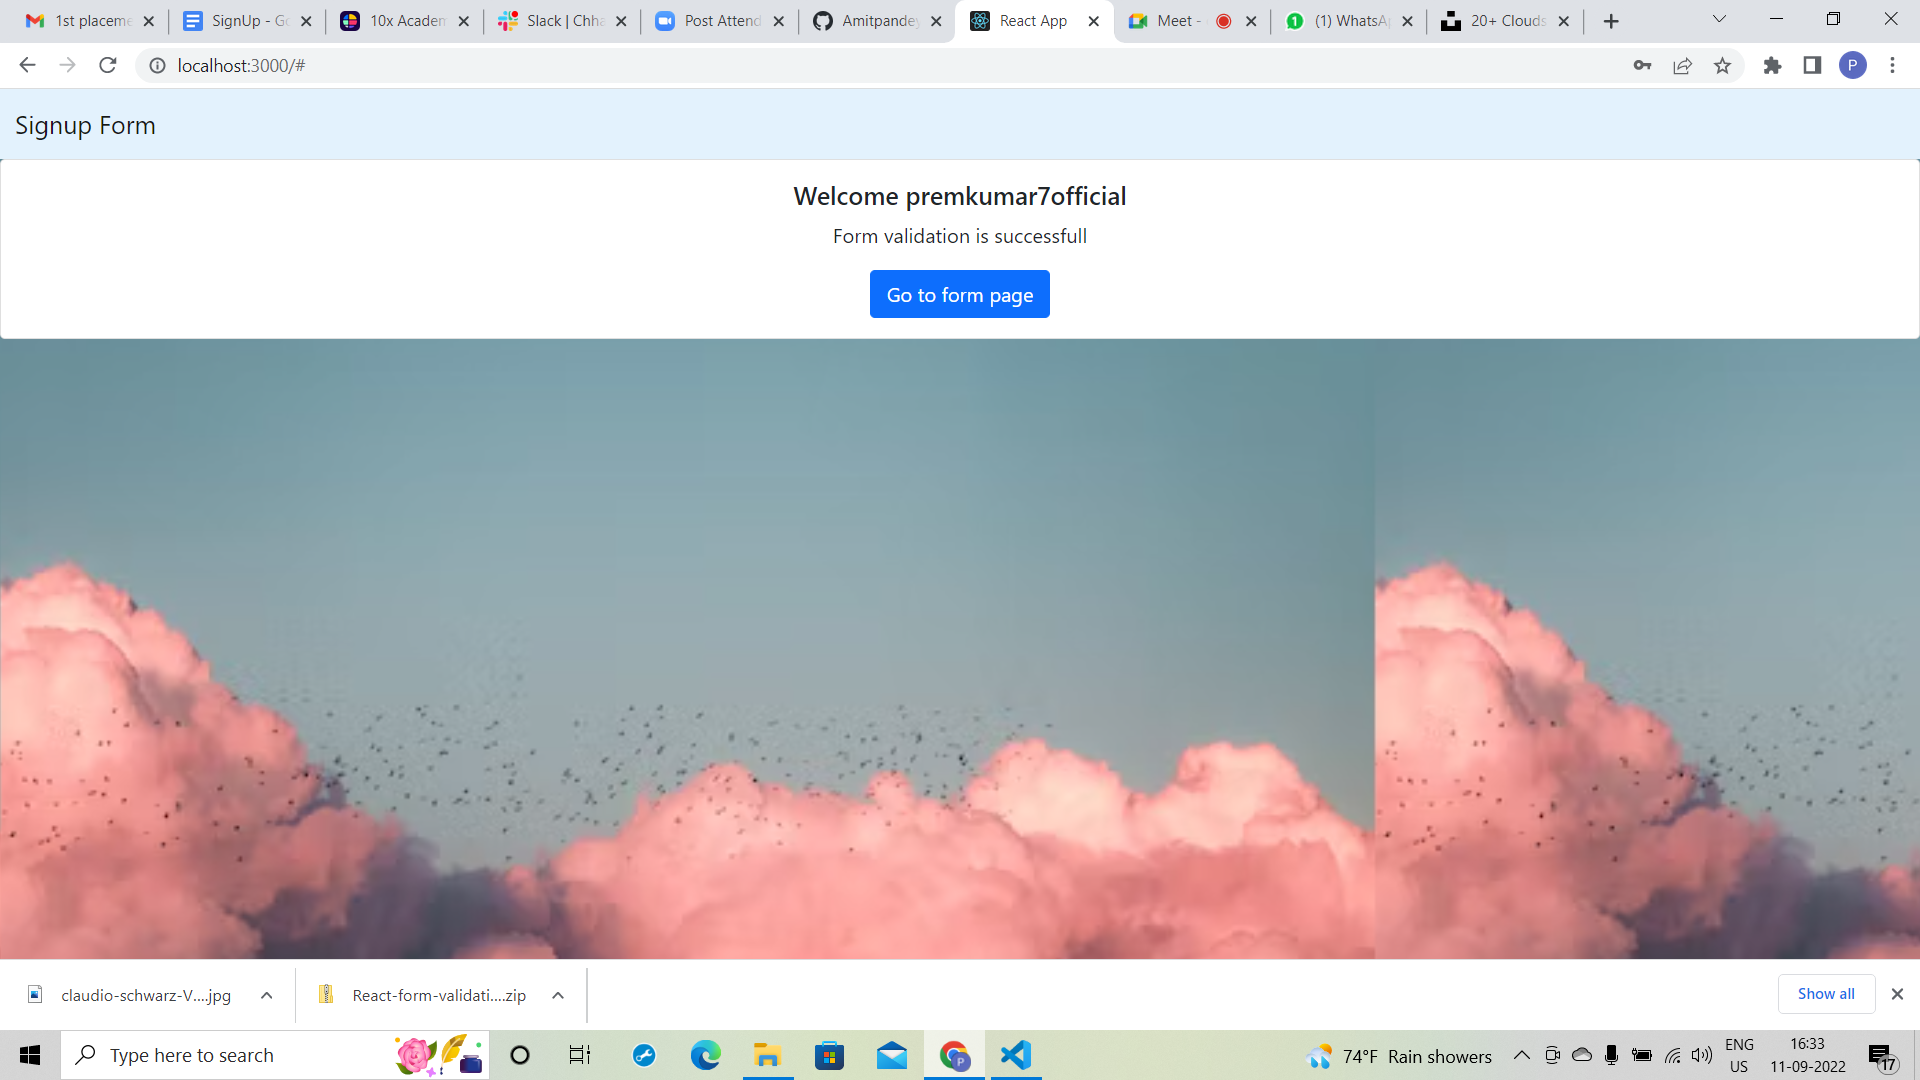 1st placeme
SignUp - Go
10x Academ
Slack | Chha
Post Attend
Amitpandey
React App
Meet -
(1) WhatsAp
20+ Clouds
localhost:3000/#
P
Signup Form
Welcome premkumar7official
Form validation is successfull
Go to form page
claudio-schwarz-V....jpg
React-form-validati....zip
Show all
Type here to search
74°F Rain showers
ENG
US
16:33
11-09-2022
17